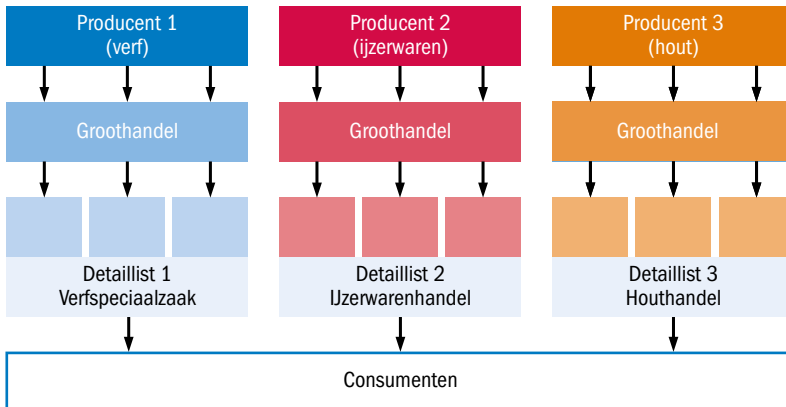 Producent 1
(verf)
Producent 2
(ijzerwaren)
Producent 3
(hout)
Groothandel
Groothandel
Groothandel
Detaillist 1
Verfspeciaalzaak
Detaillist 2
IJzerwarenhandel
Detaillist 3
Houthandel
Consumenten